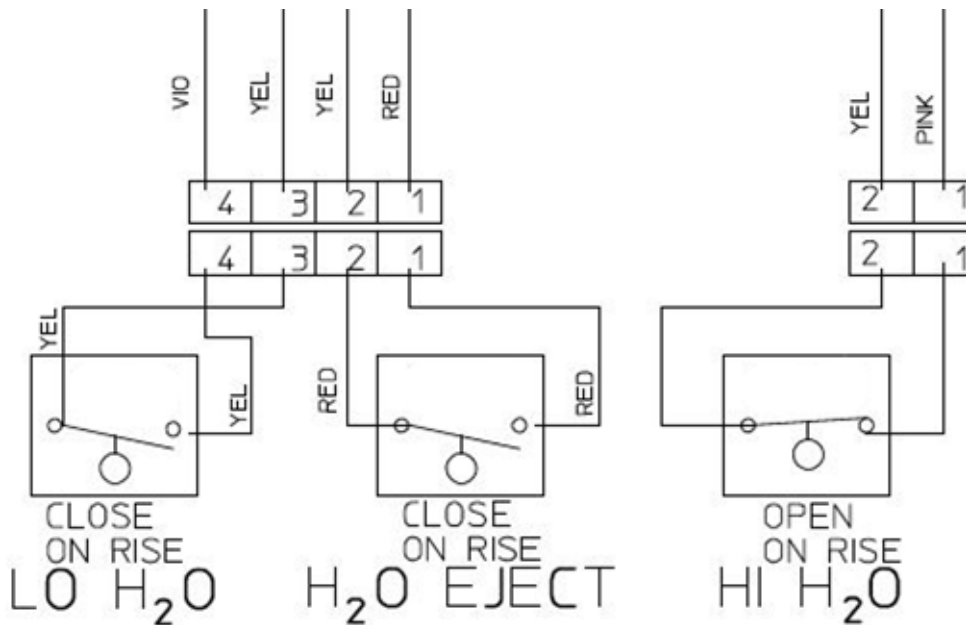 VIO YEL YEL RED YEL PINK
4 3 2 1 2 1
4 3 2 1 2 1
YEL YEL RED RED
CLOSE
ON RISE
LO H₂O
CLOSE
ON RISE
H₂O EJECT
OPEN
ON RISE
HI H₂O